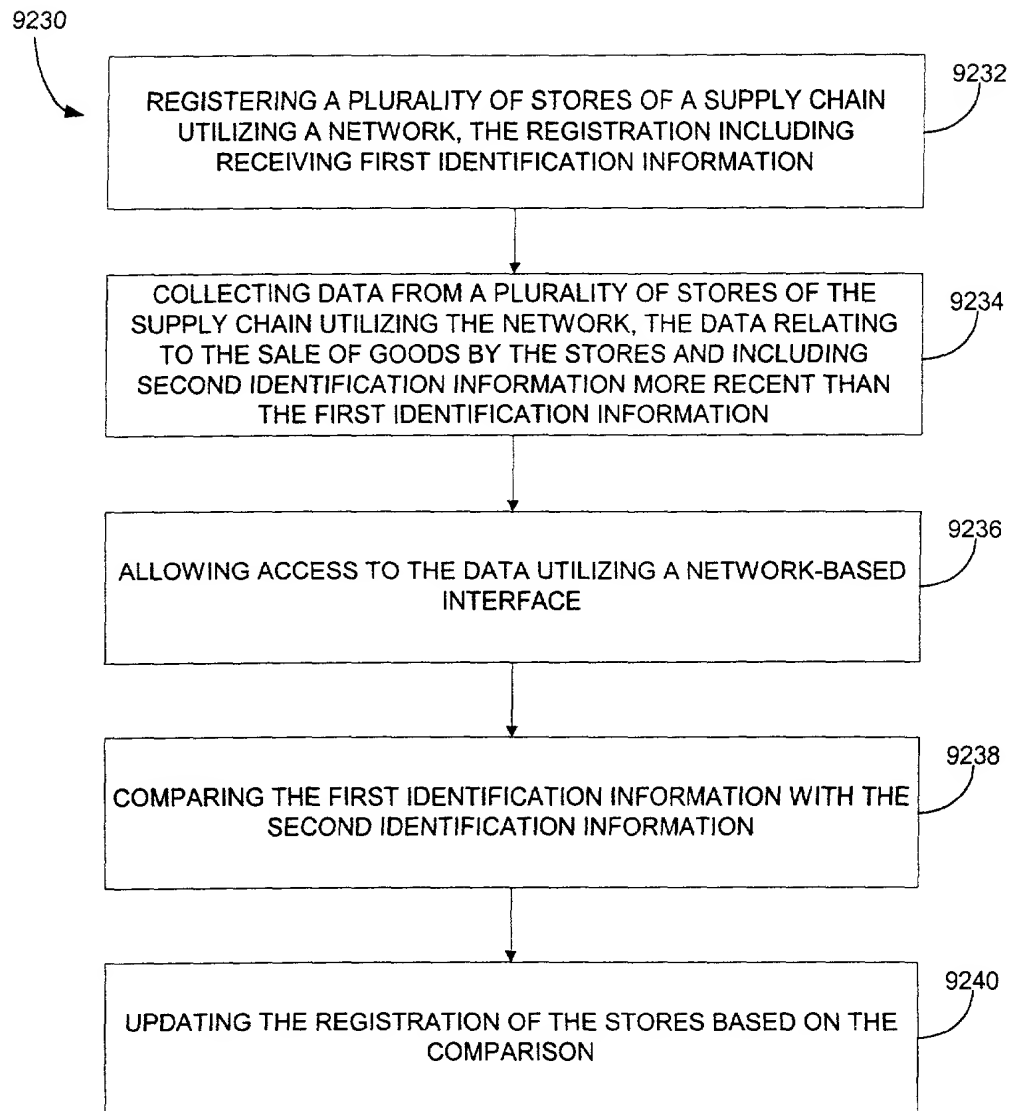 9230
9232
REGISTERING A PLURALITY OF STORES OF A SUPPLY CHAIN
UTILIZING A NETWORK, THE REGISTRATION INCLUDING
RECEIVING FIRST IDENTIFICATION INFORMATION
9234
COLLECTING DATA FROM A PLURALITY OF STORES OF THE
SUPPLY CHAIN UTILIZING THE NETWORK, THE DATA RELATING
TO THE SALE OF GOODS BY THE STORES AND INCLUDING
SECOND IDENTIFICATION INFORMATION MORE RECENT THAN
THE FIRST IDENTIFICATION INFORMATION
9236
ALLOWING ACCESS TO THE DATA UTILIZING A NETWORK-BASED
INTERFACE
9238
COMPARING THE FIRST IDENTIFICATION INFORMATION WITH THE
SECOND IDENTIFICATION INFORMATION
9240
UPDATING THE REGISTRATION OF THE STORES BASED ON THE
COMPARISON